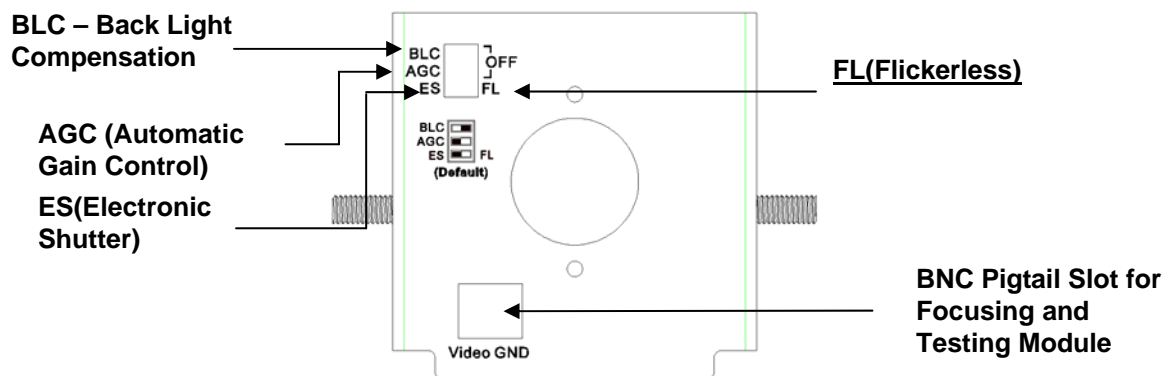 BLC – Back Light
Compensation
AGC (Automatic
Gain Control)
ES(Electronic
Shutter)
BLC
AGC
ES
OFF
FL
BLC
AGC
ES
FL
(Default)
Video GND
FL(Flickerless)
BNC Pigtail Slot for
Focusing and
Testing Module